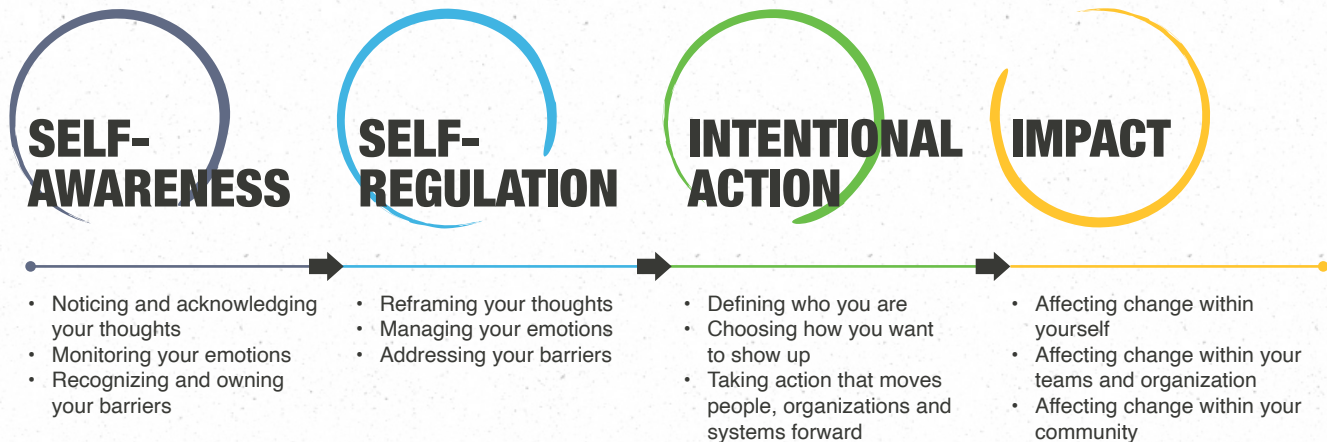 SELF-
AWARENESS
• Noticing and acknowledging
your thoughts
• Monitoring your emotions
• Recognizing and owning
your barriers
SELF-
REGULATION
• Reframing your thoughts
• Managing your emotions
• Addressing your barriers
INTENTIONAL
ACTION
• Defining who you are
• Choosing how you want
to show up
• Taking action that moves
people, organizations and
systems forward
IMPACT
• Affecting change within
yourself
• Affecting change within your
teams and organization
• Affecting change within your
community